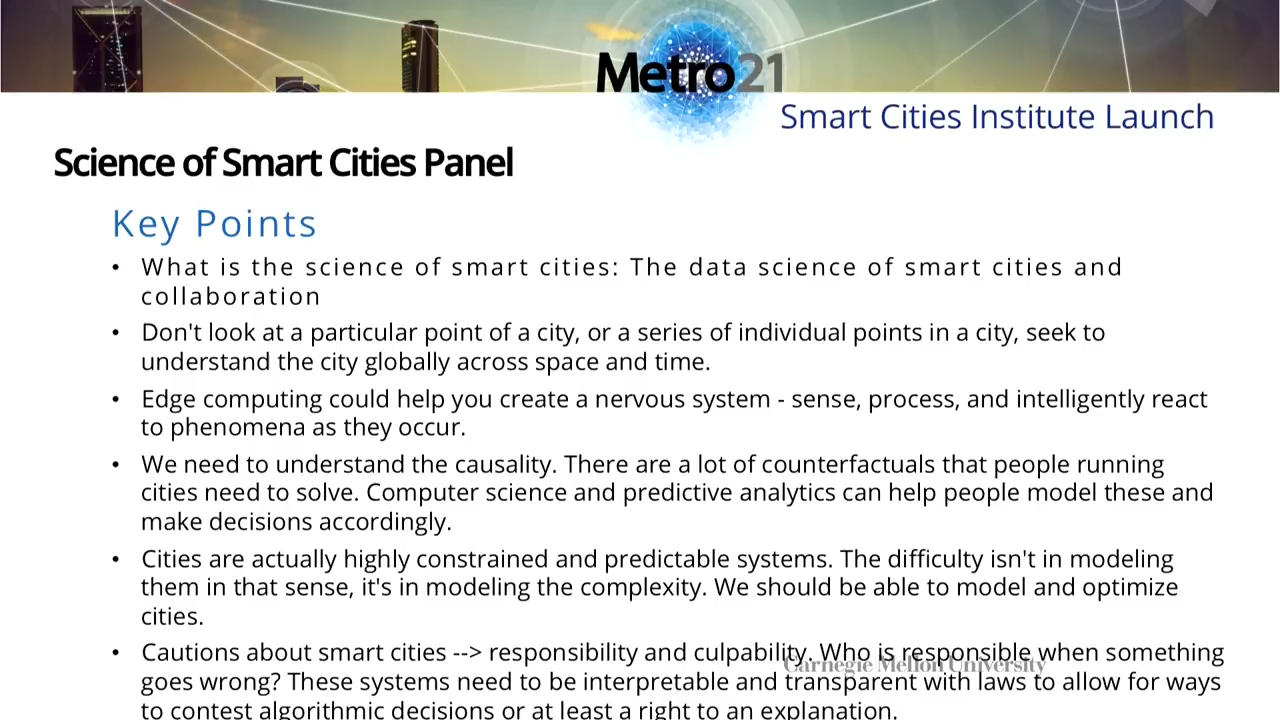 Metro21
Smart Cities Institute Launch
Science of Smart Cities Panel
Key Points
• What is the science of smart cities: The data science of smart cities and
collaboration
• Don't look at a particular point of a city, or a series of individual points in a city, seek to
understand the city globally across space and time.
• Edge computing could help you create a nervous system - sense, process, and intelligently react
to phenomena as they occur.
• We need to understand the causality. There are a lot of counterfactuals that people running
cities need to solve. Computer science and predictive analytics can help people model these and
make decisions accordingly.
• Cities are actually highly constrained and predictable systems. The difficulty isn't in modeling
them in that sense, it's in modeling the complexity. We should be able to model and optimize
cities.
• Cautions about smart cities --> responsibility and culpability. Who is responsible when something
Carnegie Mellon University
goes wrong? These systems need to be interpretable and transparent with laws to allow for ways
to contest algorithmic decisions or at least a right to an explanation.